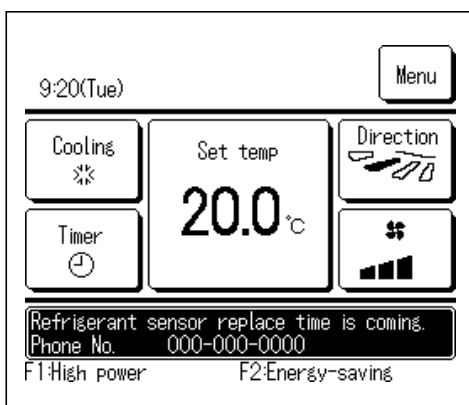 9:20(Tue)
Menu
Cooling
Set temp
Direction
20.0°C
Timer
Refrigerant sensor replace time is coming.
Phone No. 000-000-0000
F1:High power F2:Energy-saving